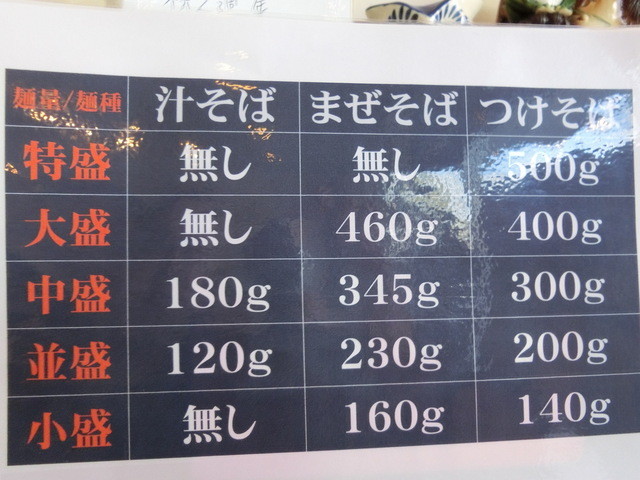 麺量/麺種 汁そば まぜそば つけそば
特盛 無し 無し 500g
大盛 無し 460g 400g
中盛 180g 345g 300g
並盛 120g 230g 200g
小盛 無し 160g 140g